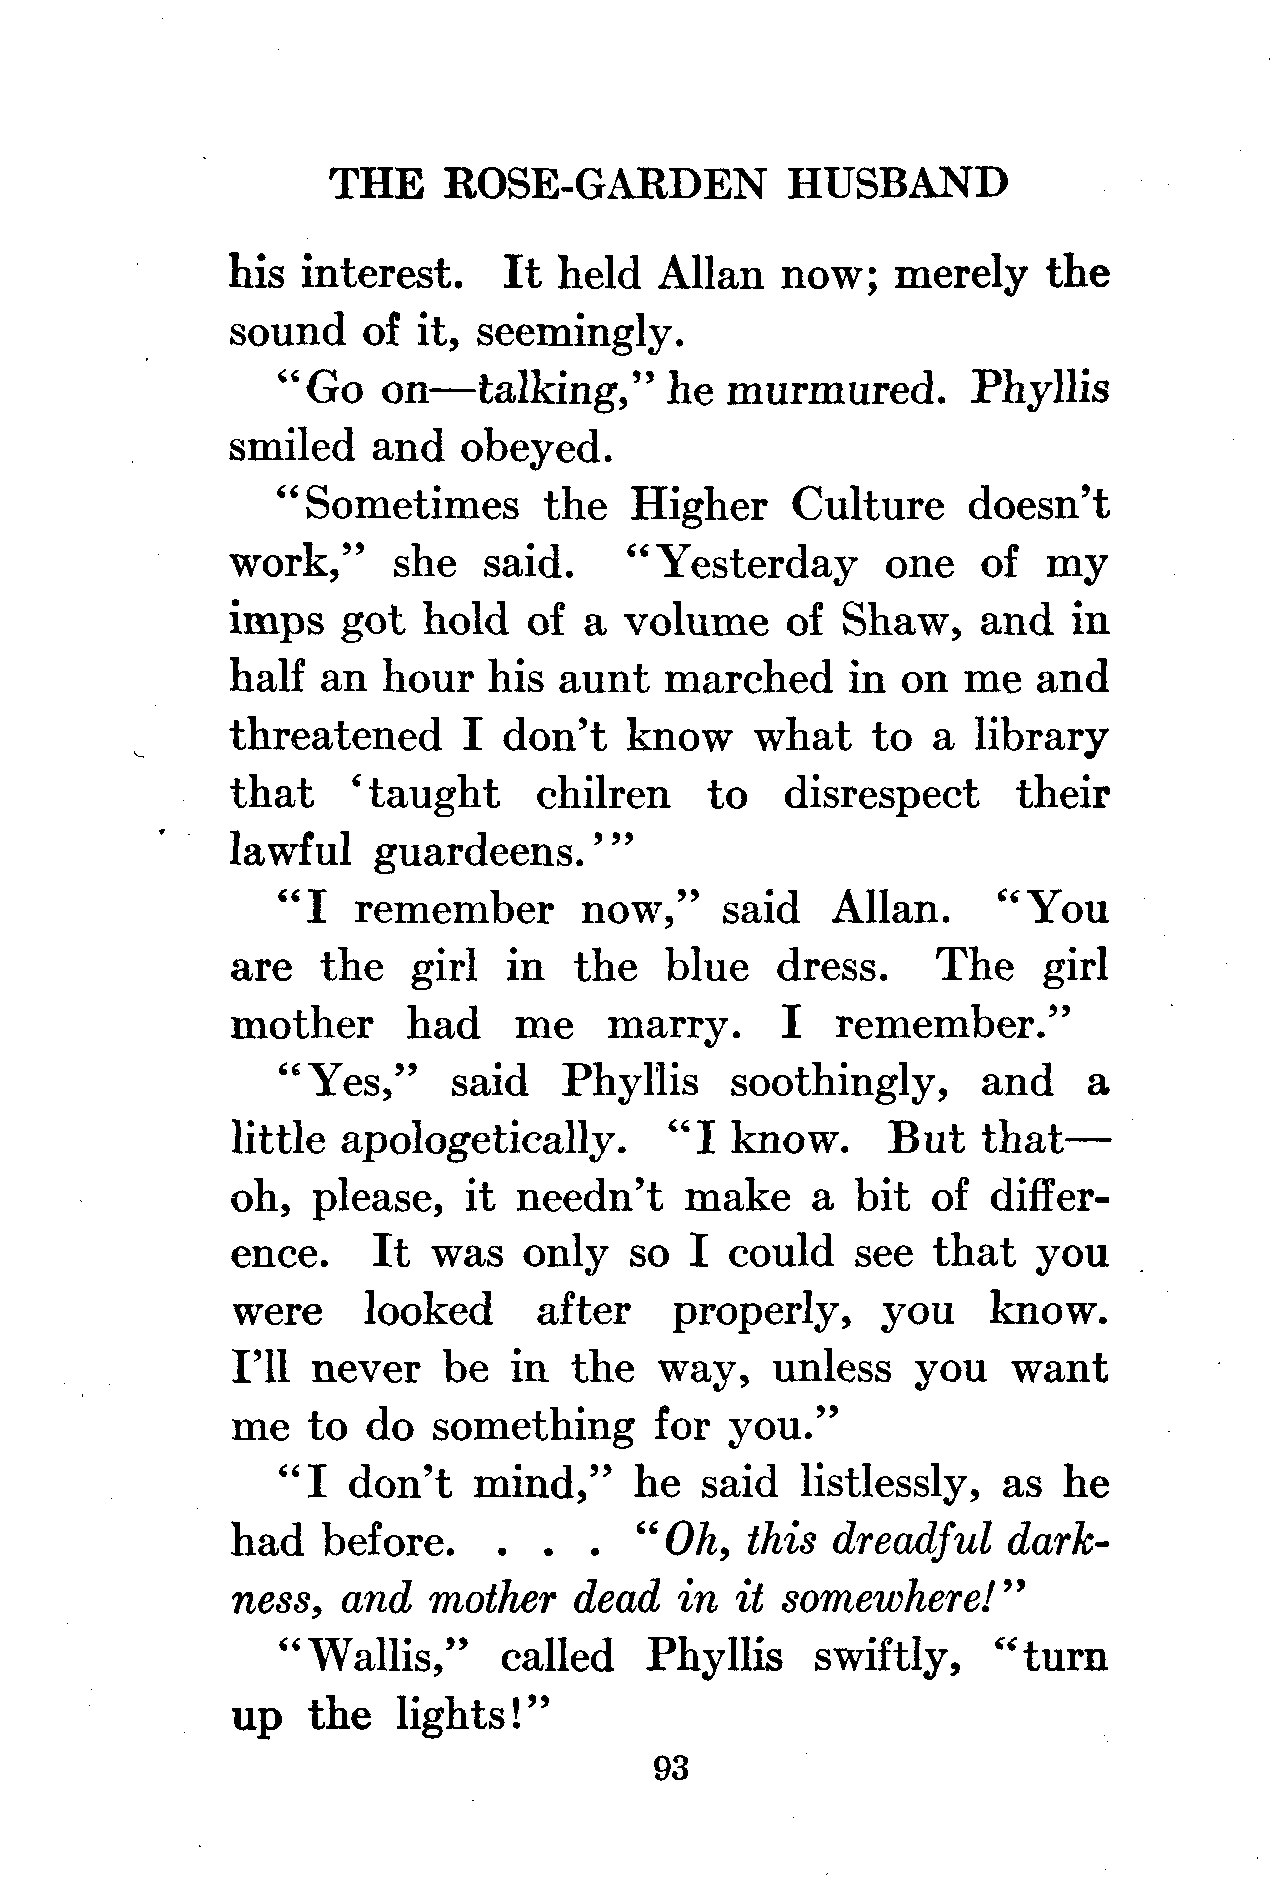 THE ROSE-GARDEN HUSBAND
his interest. It held Allan now; merely the
sound of it, seemingly.
“Go on—talking,” he murmured. Phyllis
smiled and obeyed.
“Sometimes the Higher Culture doesn’t
work,” she said. “Yesterday one of my
imps got hold of a volume of Shaw, and in
half an hour his aunt marched in on me and
threatened I don’t know what to a library
that ‘taught chilren to disrespect their
lawful guardeens.’”
“I remember now,” said Allan. “You
are the girl in the blue dress. The girl
mother had me marry. I remember.”
“Yes,” said Phyllis soothingly, and a
little apologetically. “I know. But that—
oh, please, it needn’t make a bit of differ-
ence. It was only so I could see that you
were looked after properly, you know.
I’ll never be in the way, unless you want
me to do something for you.”
“I don’t mind,” he said listlessly, as he
had before. . . . “Oh, this dreadful dark-
ness, and mother dead in it somewhere!”
“Wallis,” called Phyllis swiftly, “turn
up the lights!”
93